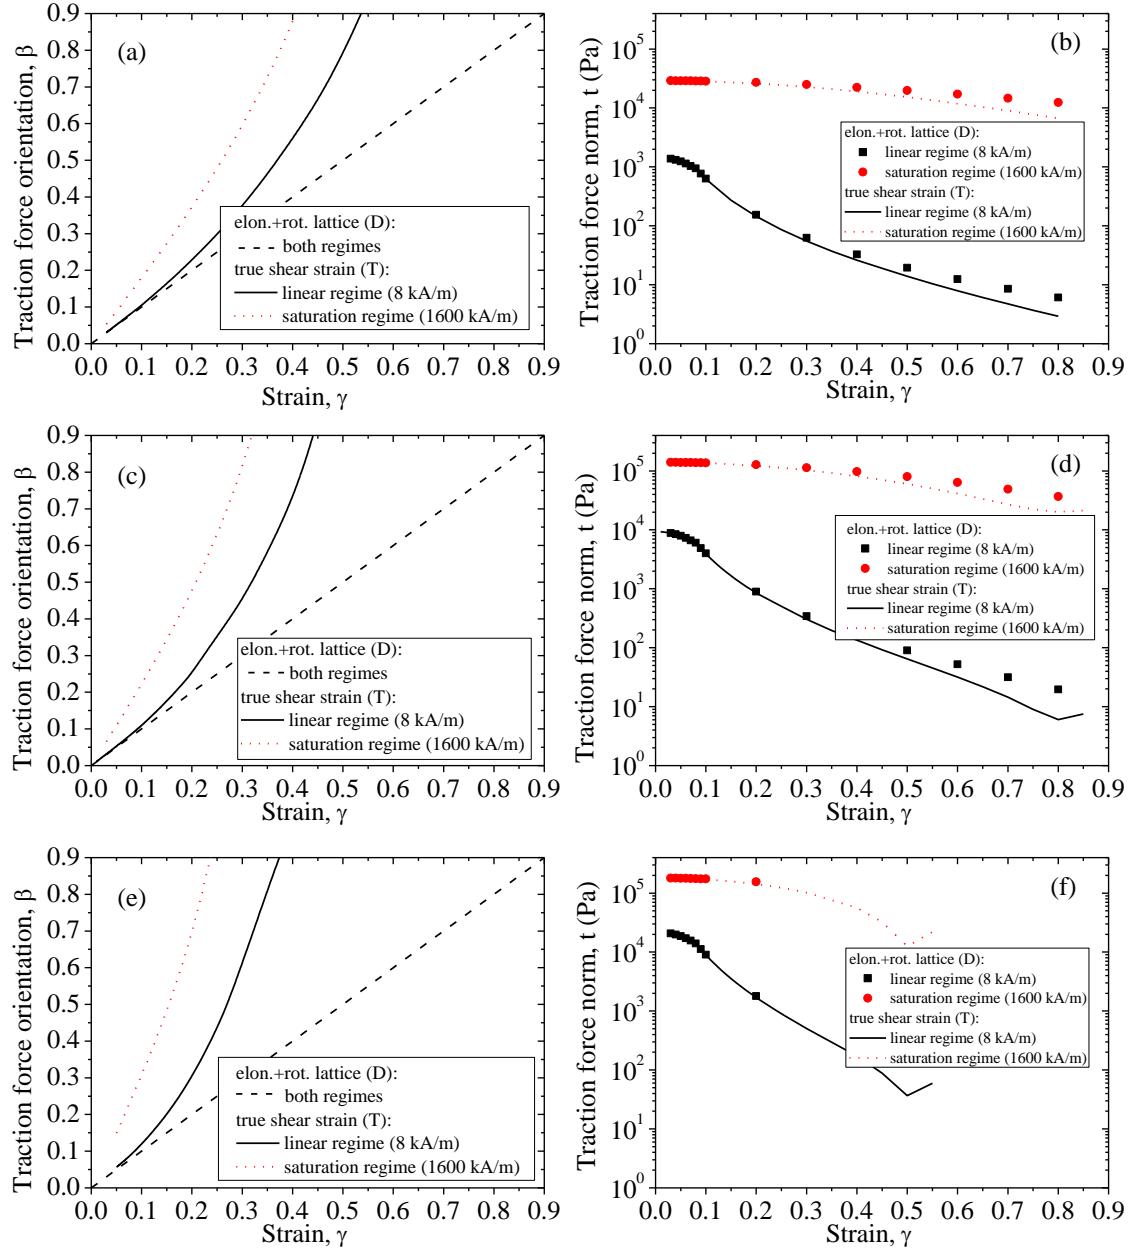 (a)
Traction force orientation, β
0.9
0.8
0.7
0.6
0.5
0.4
0.3
0.2
0.1
0.0
elon.+rot. lattice (D):
both regimes
true shear strain (T):
linear regime (8 kA/m)
saturation regime (1600 kA/m)
0.0 0.1 0.2 0.3 0.4 0.5 0.6 0.7 0.8 0.9
Strain, γ
(b)
Traction force norm, t (Pa)
10^5
10^4
10^3
10^2
10^1
10^0
elon.+rot. lattice (D):
linear regime (8 kA/m)
saturation regime (1600 kA/m)
true shear strain (T):
linear regime (8 kA/m)
saturation regime (1600 kA/m)
0.0 0.1 0.2 0.3 0.4 0.5 0.6 0.7 0.8 0.9
Strain, γ
(c)
Traction force orientation, β
0.9
0.8
0.7
0.6
0.5
0.4
0.3
0.2
0.1
0.0
elon.+rot. lattice (D):
both regimes
true shear strain (T):
linear regime (8 kA/m)
saturation regime (1600 kA/m)
0.0 0.1 0.2 0.3 0.4 0.5 0.6 0.7 0.8 0.9
Strain, γ
(d)
Traction force norm, t (Pa)
10^5
10^4
10^3
10^2
10^1
10^0
elon.+rot. lattice (D):
linear regime (8 kA/m)
saturation regime (1600 kA/m)
true shear strain (T):
linear regime (8 kA/m)
saturation regime (1600 kA/m)
0.0 0.1 0.2 0.3 0.4 0.5 0.6 0.7 0.8 0.9
Strain, γ
(e)
Traction force orientation, β
0.9
0.8
0.7
0.6
0.5
0.4
0.3
0.2
0.1
0.0
elon.+rot. lattice (D):
both regimes
true shear strain (T):
linear regime (8 kA/m)
saturation regime (1600 kA/m)
0.0 0.1 0.2 0.3 0.4 0.5 0.6 0.7 0.8 0.9
Strain, γ
(f)
Traction force norm, t (Pa)
10^5
10^4
10^3
10^2
10^1
10^0
elon.+rot. lattice (D):
linear regime (8 kA/m)
saturation regime (1600 kA/m)
true shear strain (T):
linear regime (8 kA/m)
saturation regime (1600 kA/m)
0.0 0.1 0.2 0.3 0.4 0.5 0.6 0.7 0.8 0.9
Strain, γ